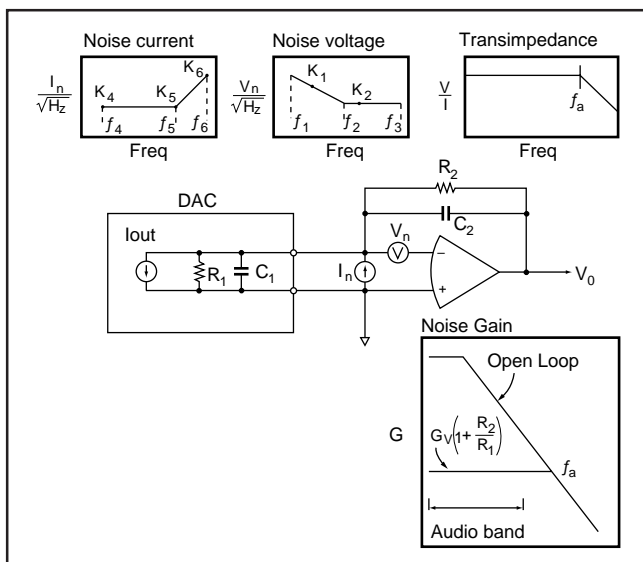 Noise current
Noise voltage
Transimpedance
I_n/√Hz
K4
K5
K6
f4
f5
f6
Freq
V_n/√Hz
K1
K2
f1
f2
f3
Freq
V/I
fa
Freq
R2
C2
DAC
Iout
R1
C1
In
Vn
−
+
V0
Noise Gain
Open Loop
G
GV(1+R2/R1)
fa
Audio band